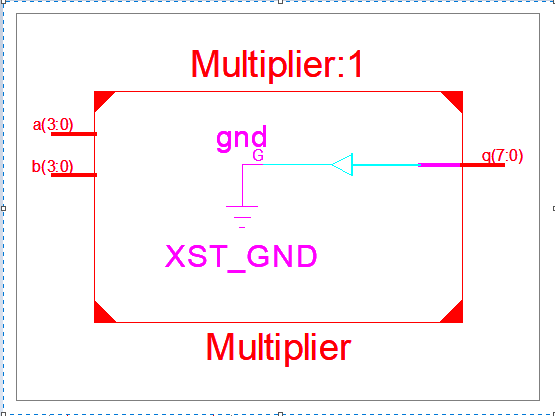 Multiplier:1
a(3:0)
gnd
G
b(3:0)
q(7:0)
XST_GND
Multiplier